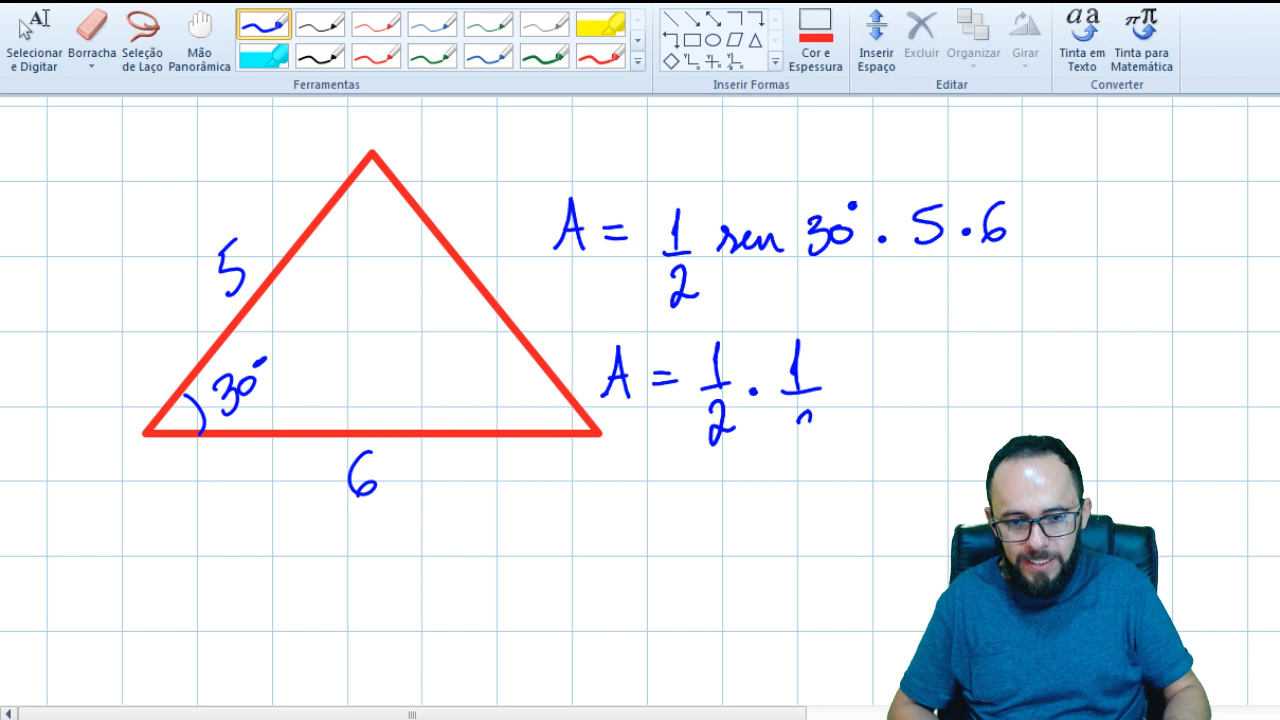 Selecionar e Digitar
Borracha
Seleção de Laço
Mão Panorâmica
Ferramentas
Inserir Formas
Cor e Espessura
Inserir Espaço
Excluir
Organizar
Girar
Editar
aa
Tinta em Texto
ππ
Tinta para Matemática
Converter
A = 1/2 sen 30° . 5 . 6
5
30°
A = 1/2 . 1/
6